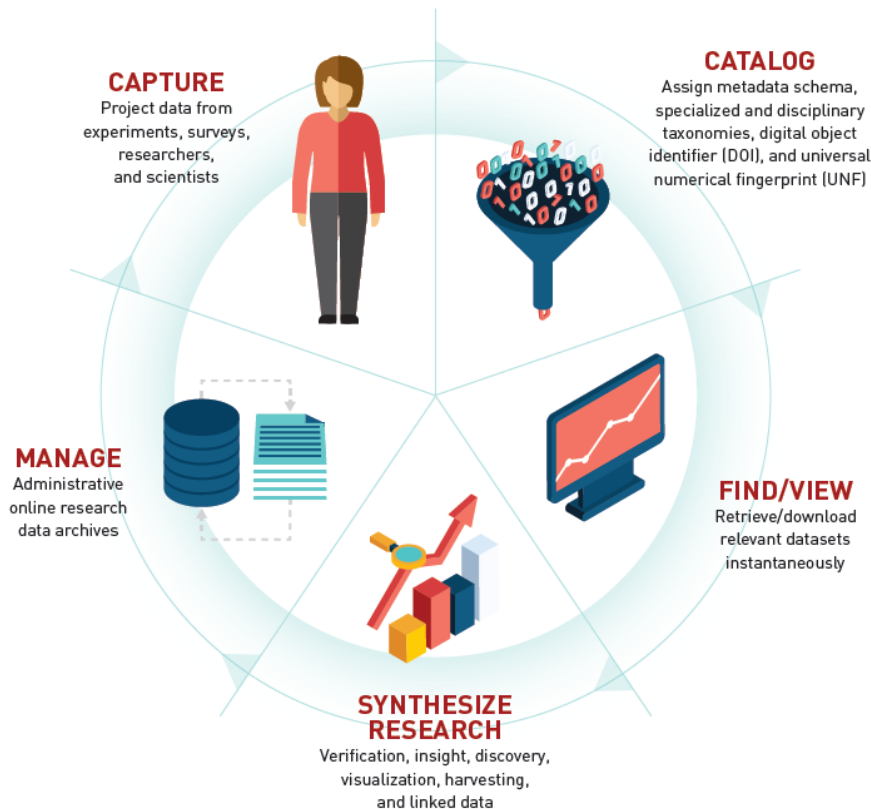 CAPTURE
Project data from
experiments, surveys,
researchers,
and scientists
CATALOG
Assign metadata schema,
specialized and disciplinary
taxonomies, digital object
identifier (DOI), and universal
numerical fingerprint (UNF)
FIND/VIEW
Retrieve/download
relevant datasets
instantaneously
SYNTHESIZE
RESEARCH
Verification, insight, discovery,
visualization, harvesting,
and linked data
MANAGE
Administrative
online research
data archives